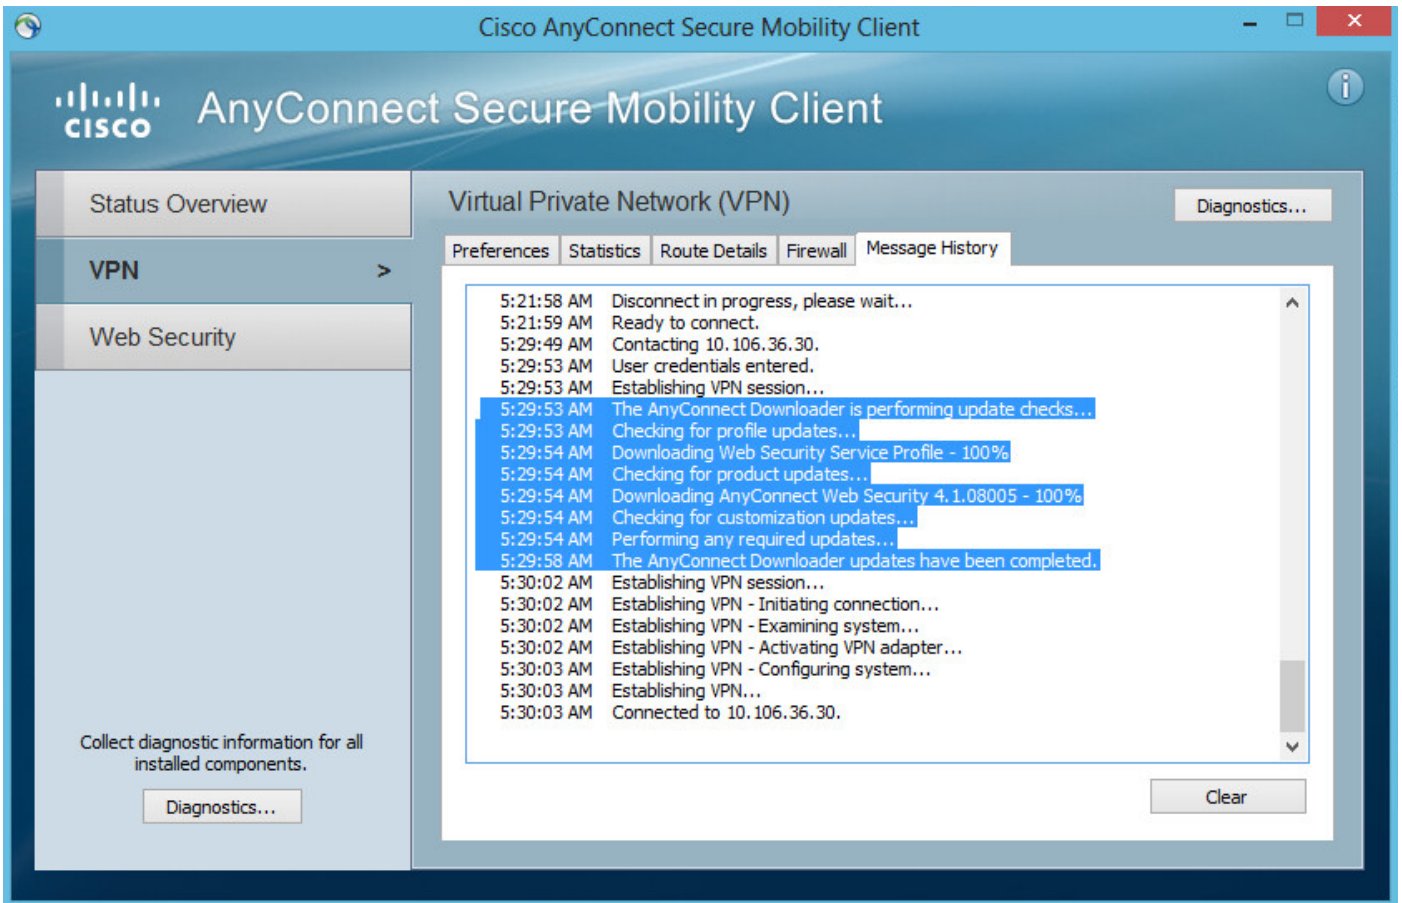 Cisco AnyConnect Secure Mobility Client
CISCO
AnyConnect Secure Mobility Client
i
Status Overview
VPN >
Web Security
Collect diagnostic information for all
installed components.
Diagnostics...
Virtual Private Network (VPN)
Diagnostics...
Preferences Statistics Route Details Firewall Message History
5:21:58 AM Disconnect in progress, please wait...
5:21:59 AM Ready to connect.
5:29:49 AM Contacting 10.106.36.30.
5:29:53 AM User credentials entered.
5:29:53 AM Establishing VPN session...
5:29:53 AM The AnyConnect Downloader is performing update checks...
5:29:53 AM Checking for profile updates...
5:29:54 AM Downloading Web Security Service Profile - 100%
5:29:54 AM Checking for product updates...
5:29:54 AM Downloading AnyConnect Web Security 4.1.08005 - 100%
5:29:54 AM Checking for customization updates...
5:29:54 AM Performing any required updates...
5:29:58 AM The AnyConnect Downloader updates have been completed.
5:30:02 AM Establishing VPN session...
5:30:02 AM Establishing VPN - Initiating connection...
5:30:02 AM Establishing VPN - Examining system...
5:30:02 AM Establishing VPN - Activating VPN adapter...
5:30:03 AM Establishing VPN - Configuring system...
5:30:03 AM Establishing VPN...
5:30:03 AM Connected to 10.106.36.30.
Clear